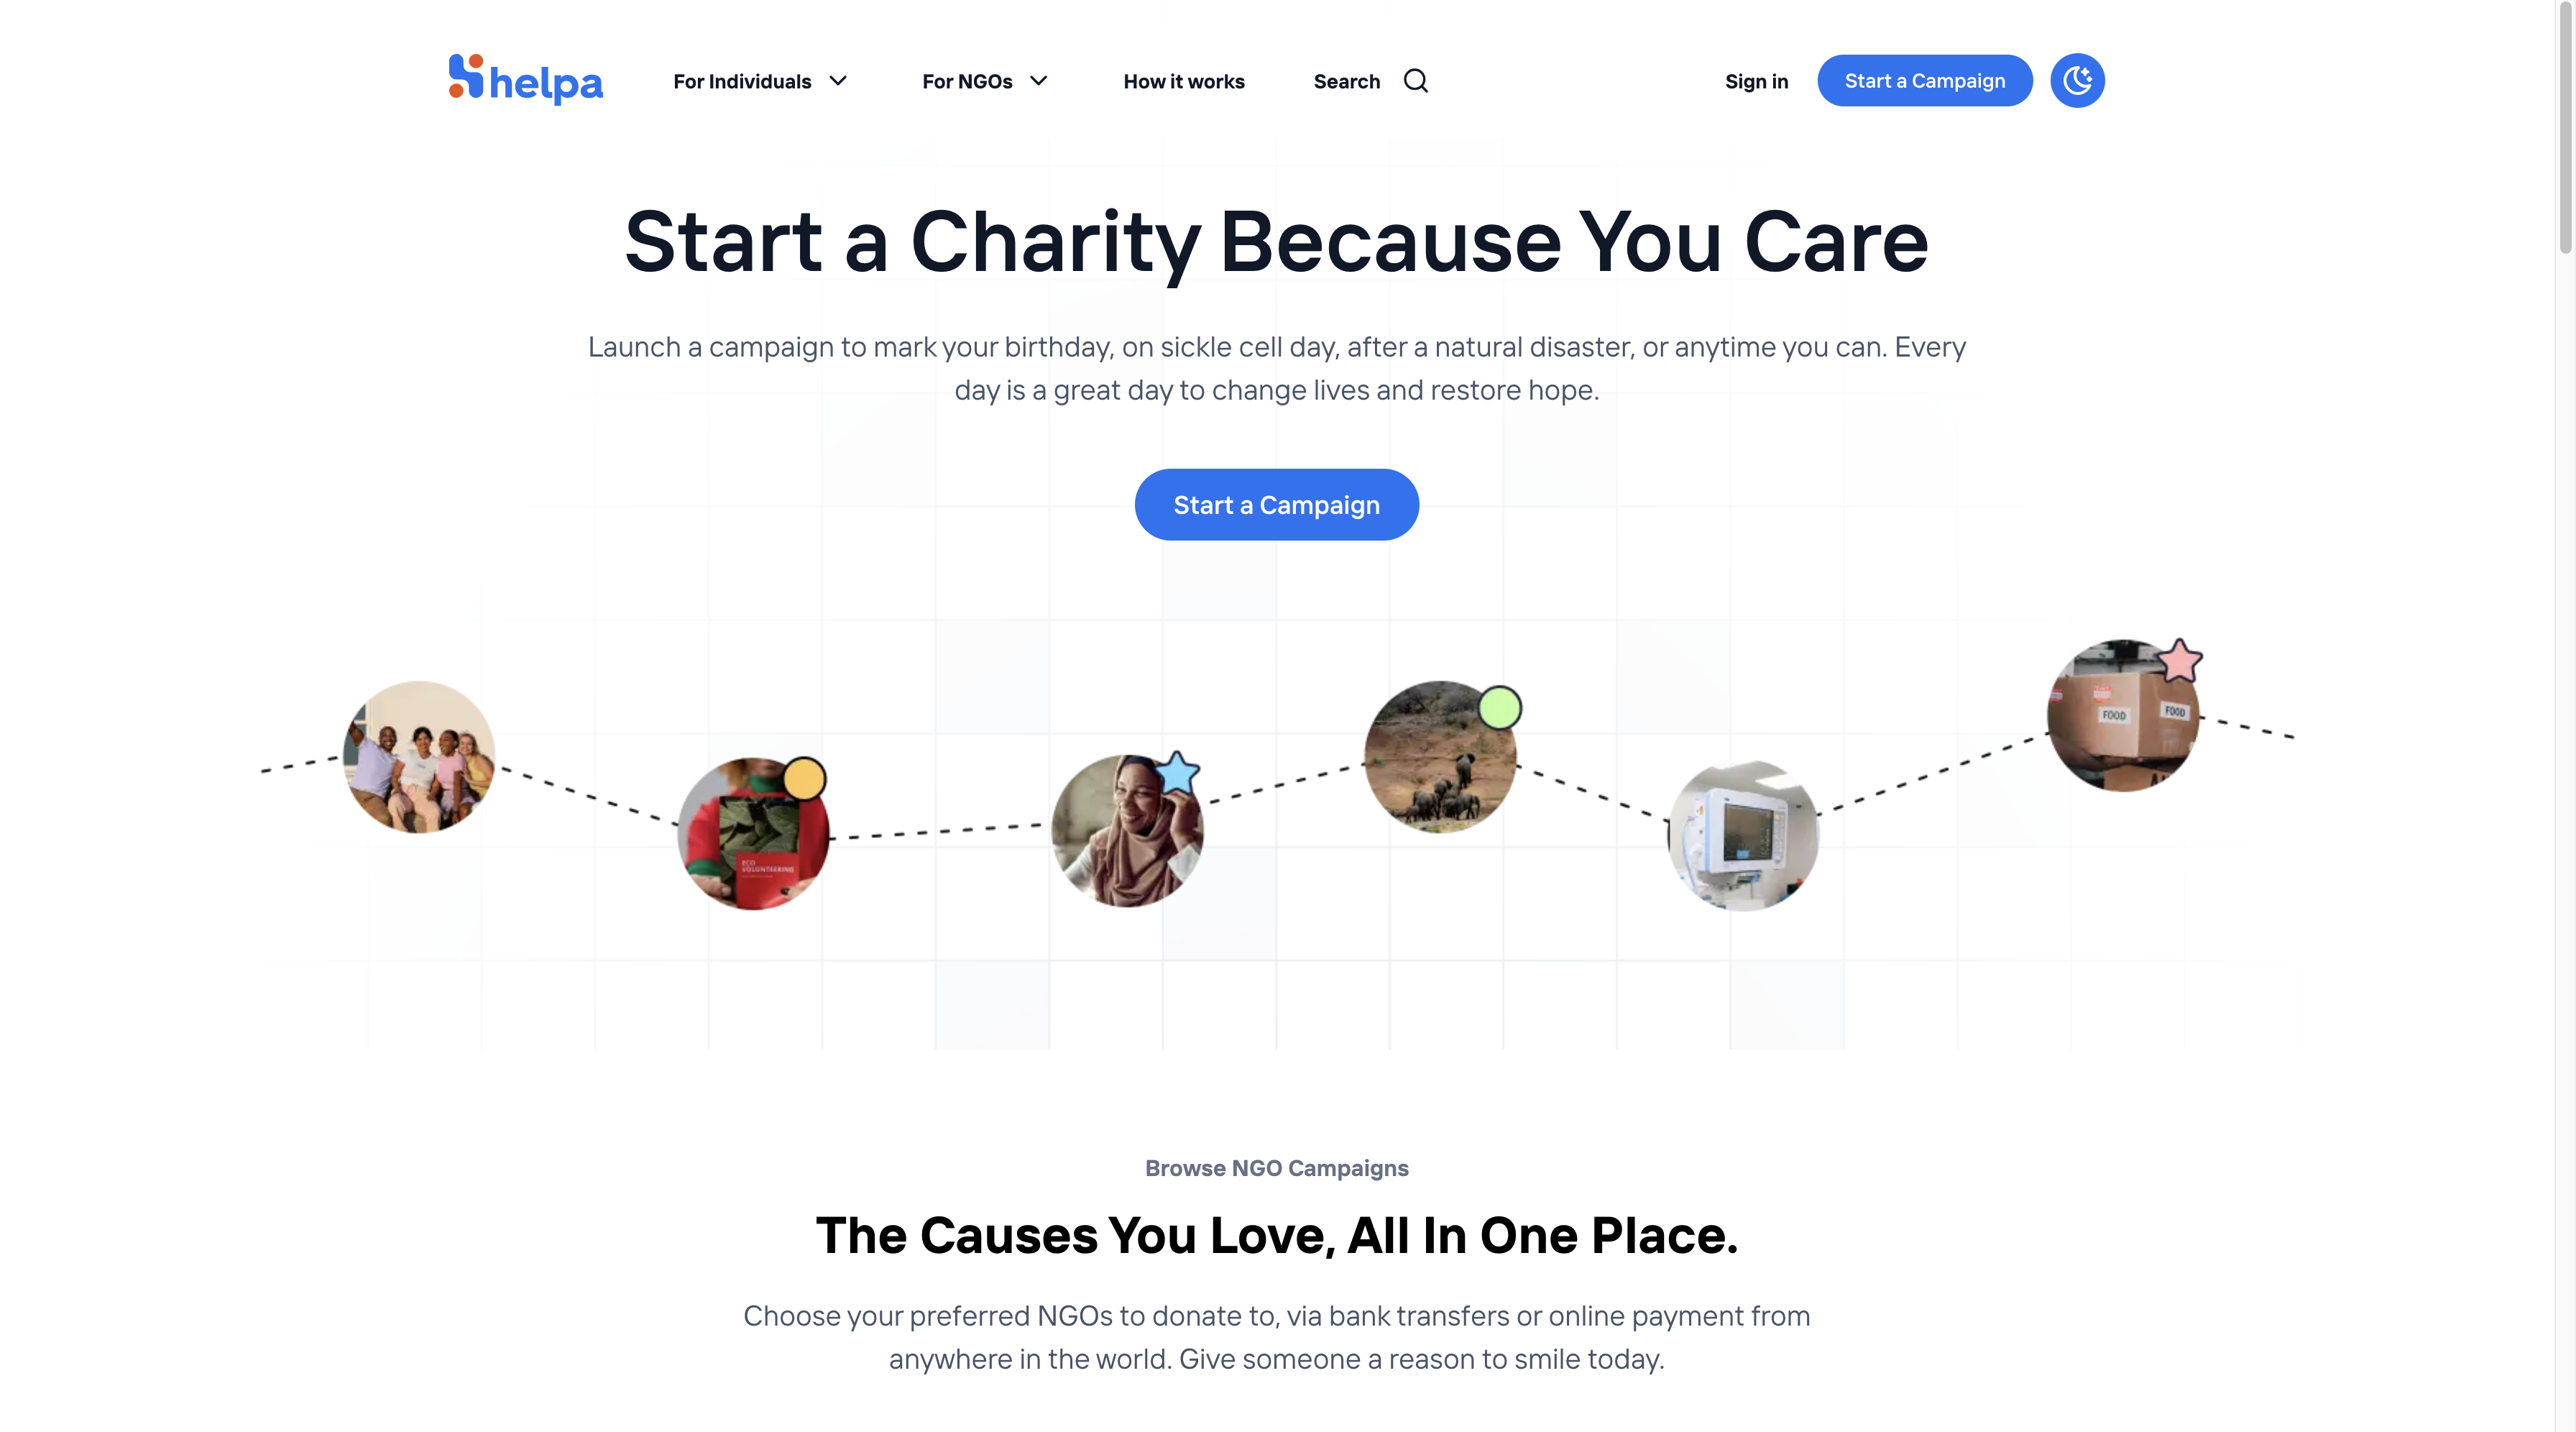 helpa
For Individuals
For NGOs
How it works
Search
Sign in
Start a Campaign
Start a Charity Because You Care
Launch a campaign to mark your birthday, on sickle cell day, after a natural disaster, or anytime you can. Every
day is a great day to change lives and restore hope.
Start a Campaign
ECO
VOLUNTEERING
FOOD
FOOD
Browse NGO Campaigns
The Causes You Love, All In One Place.
Choose your preferred NGOs to donate to, via bank transfers or online payment from
anywhere in the world. Give someone a reason to smile today.